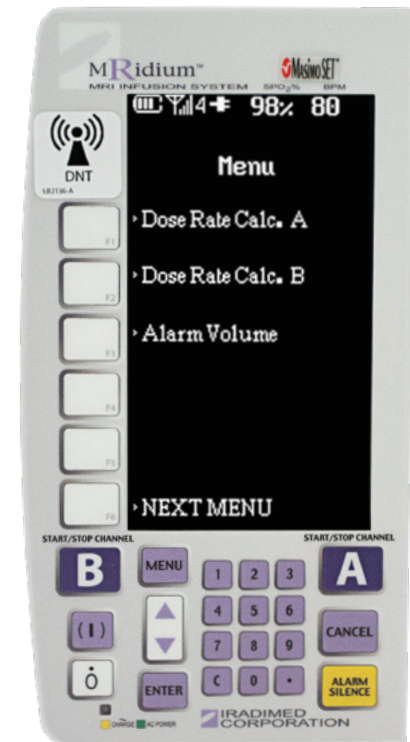 MRidium™
MRI INFUSION SYSTEM
Masimo SET®
SPO2% BPM
4 98% 80
DNT
LB2136-A
Menu
F1 Dose Rate Calc. A
F2 Dose Rate Calc. B
F3 Alarm Volume
F4
F5
F6 NEXT MENU
START/STOP CHANNEL START/STOP CHANNEL
B MENU 1 2 3 A
4 5 6
( I ) 7 8 9 CANCEL
Ȯ ENTER C 0 • ALARM
SILENCE
CHARGE AC POWER
IRADIMED
CORPORATION